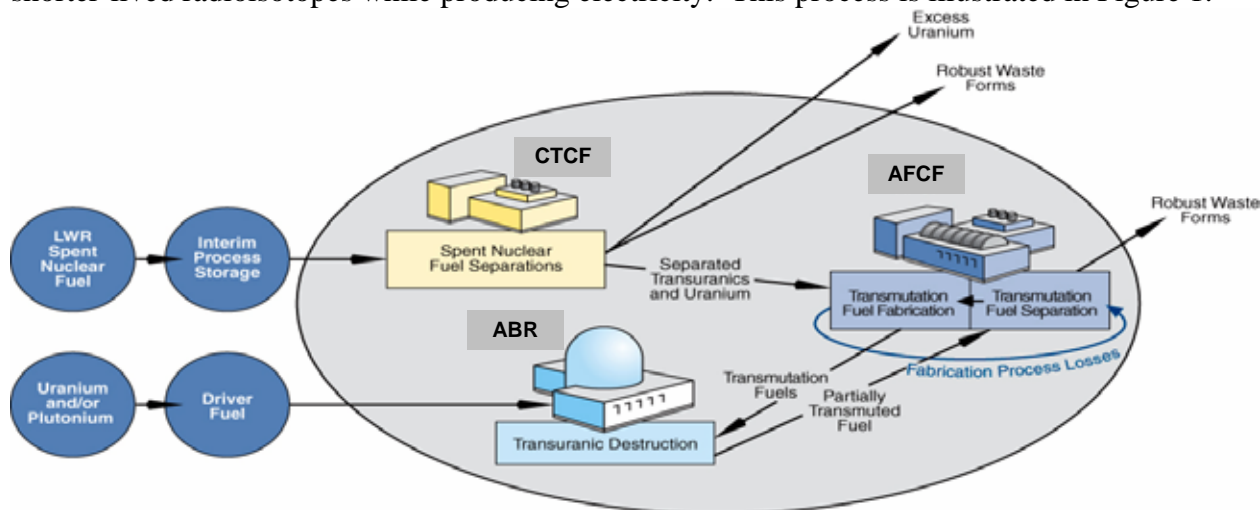 shorter-lived radioisotopes while producing electricity. This process is illustrated in Figure 1.
Excess
Uranium
Robust Waste
Forms
CTCF
AFCF
Robust Waste
Forms
LWR
Spent
Nuclear
Fuel
Interim
Process
Storage
Spent Nuclear
Fuel Separations
Separated
Transuranics
and Uranium
Transmutation
Fuel Fabrication
Transmutation
Fuel Separation
Fabrication Process Losses
ABR
Uranium
and/or
Plutonium
Driver
Fuel
Transmutation
Fuels
Partially
Transmuted
Fuel
Transuranic Destruction